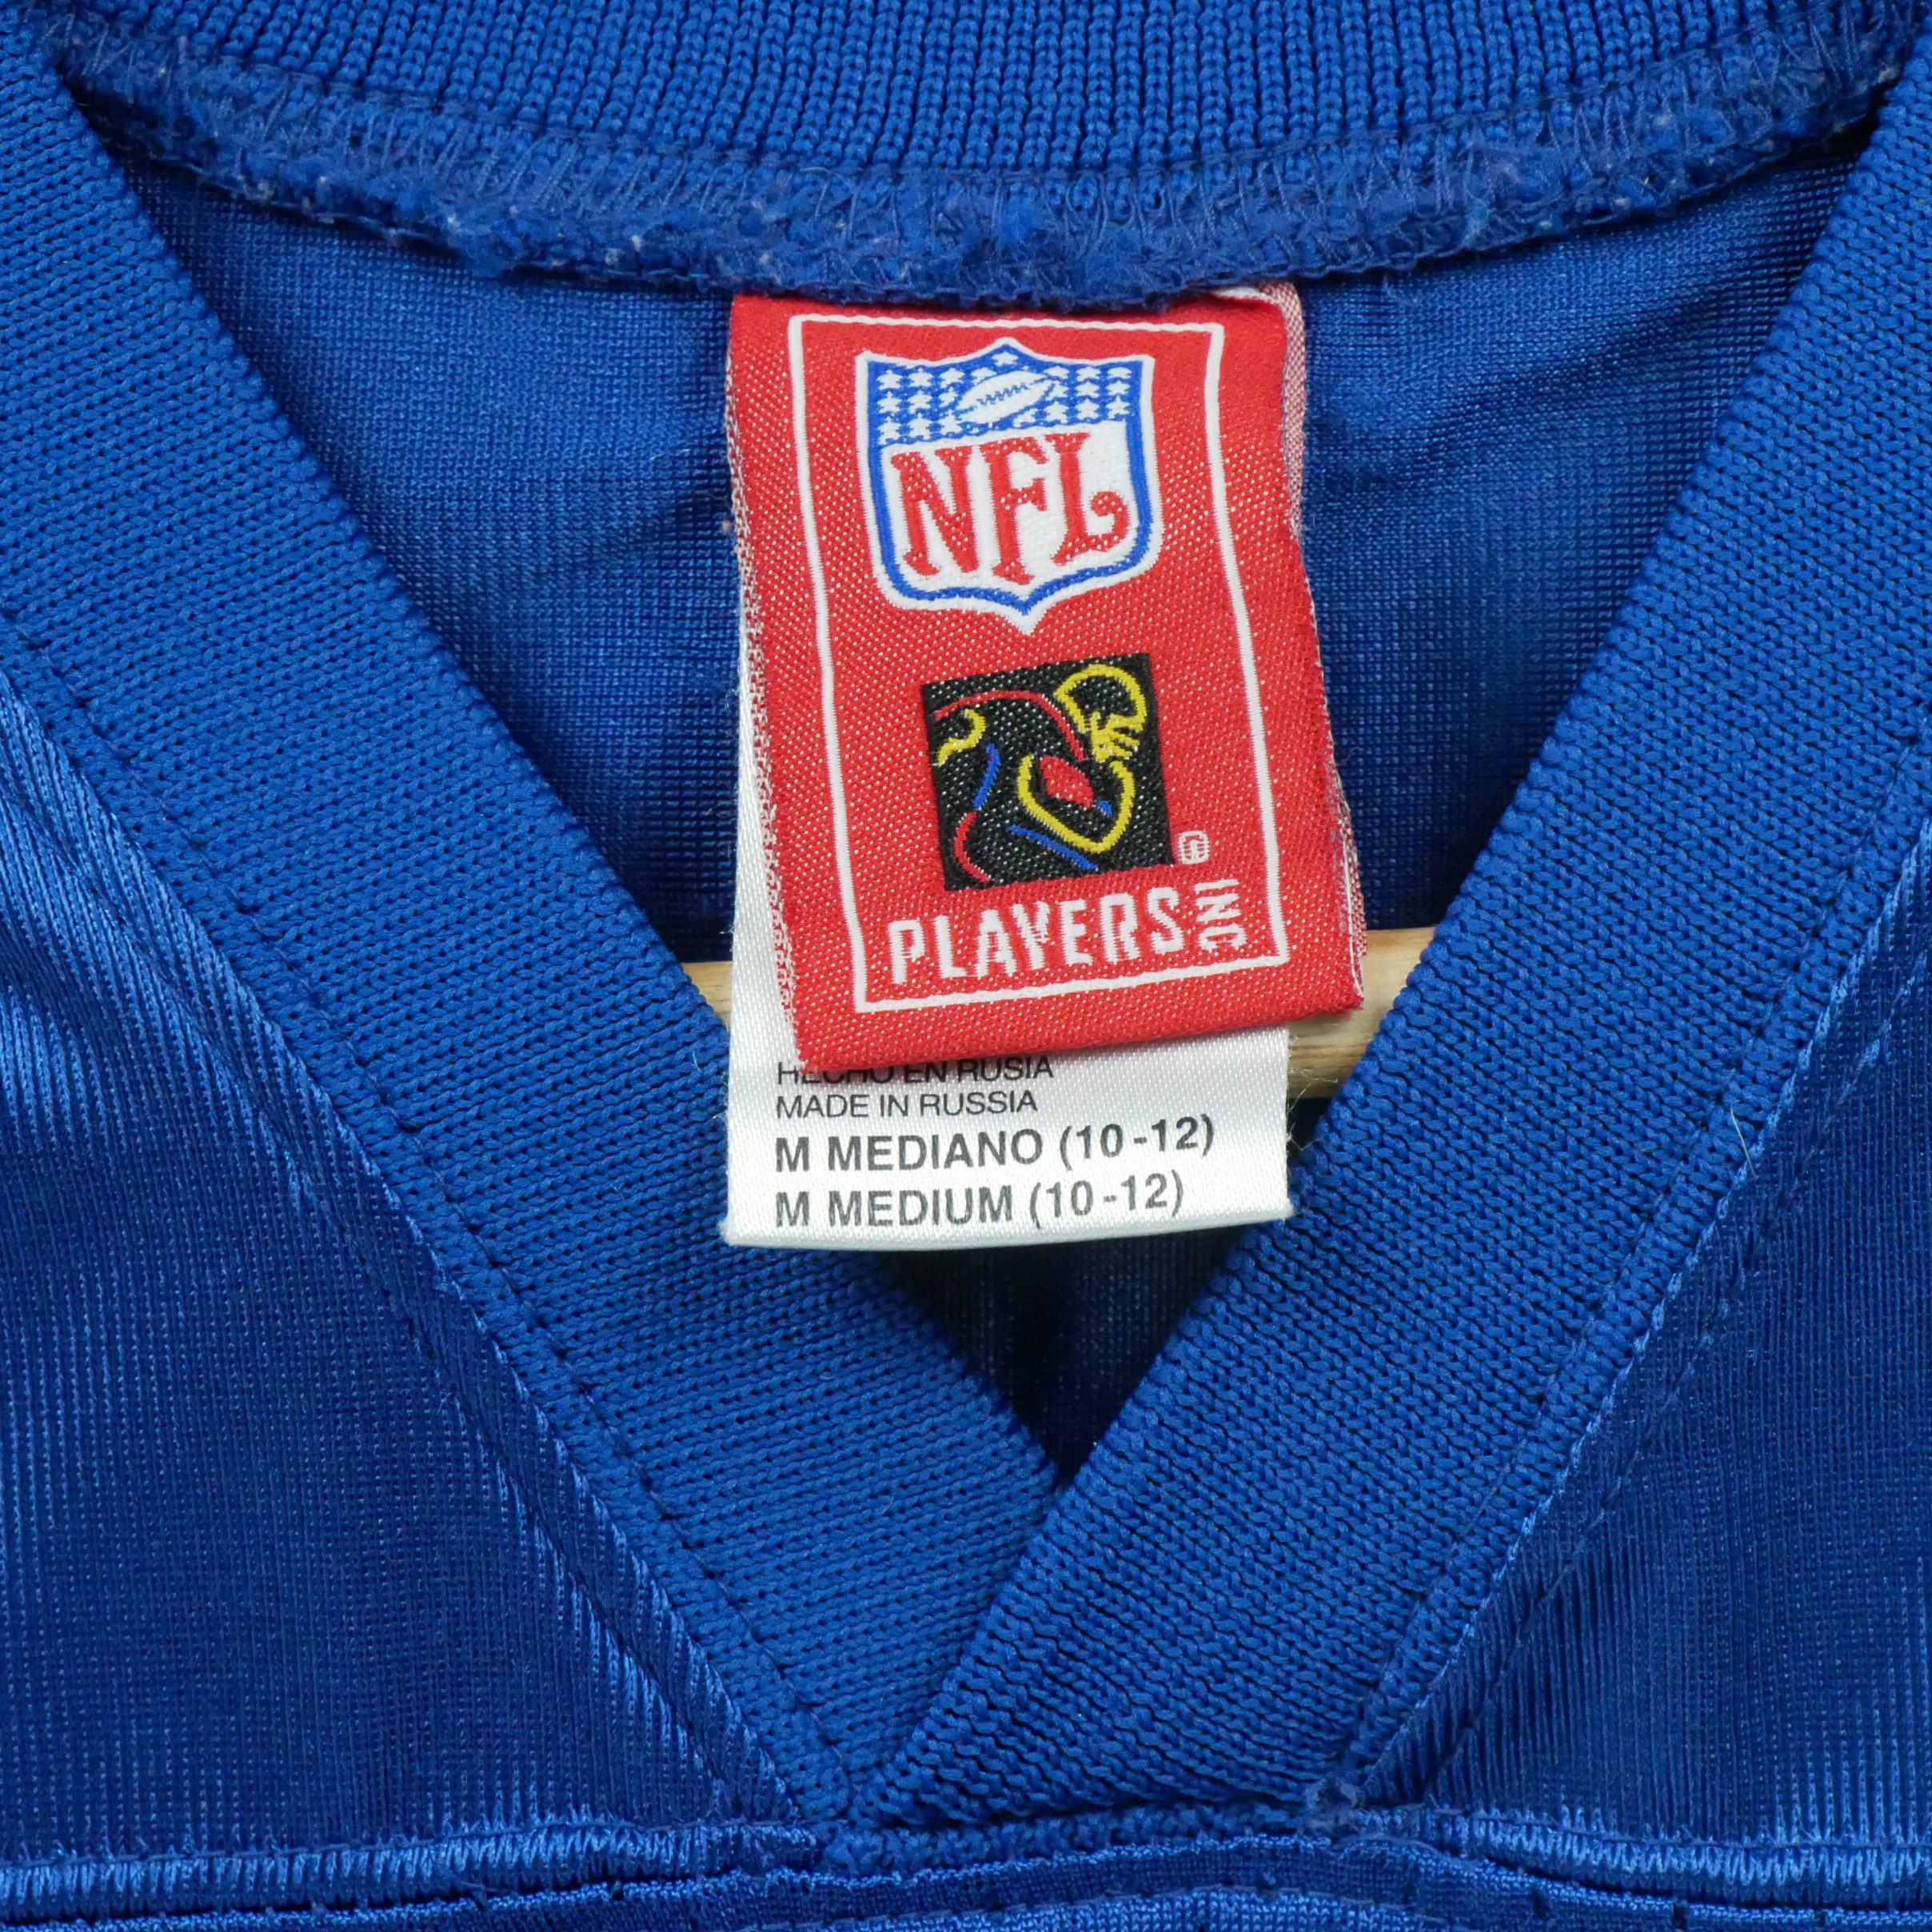 NFL
PLAYERS INC
HECHO EN RUSIA
MADE IN RUSSIA
M MEDIANO (10-12)
M MEDIUM (10-12)